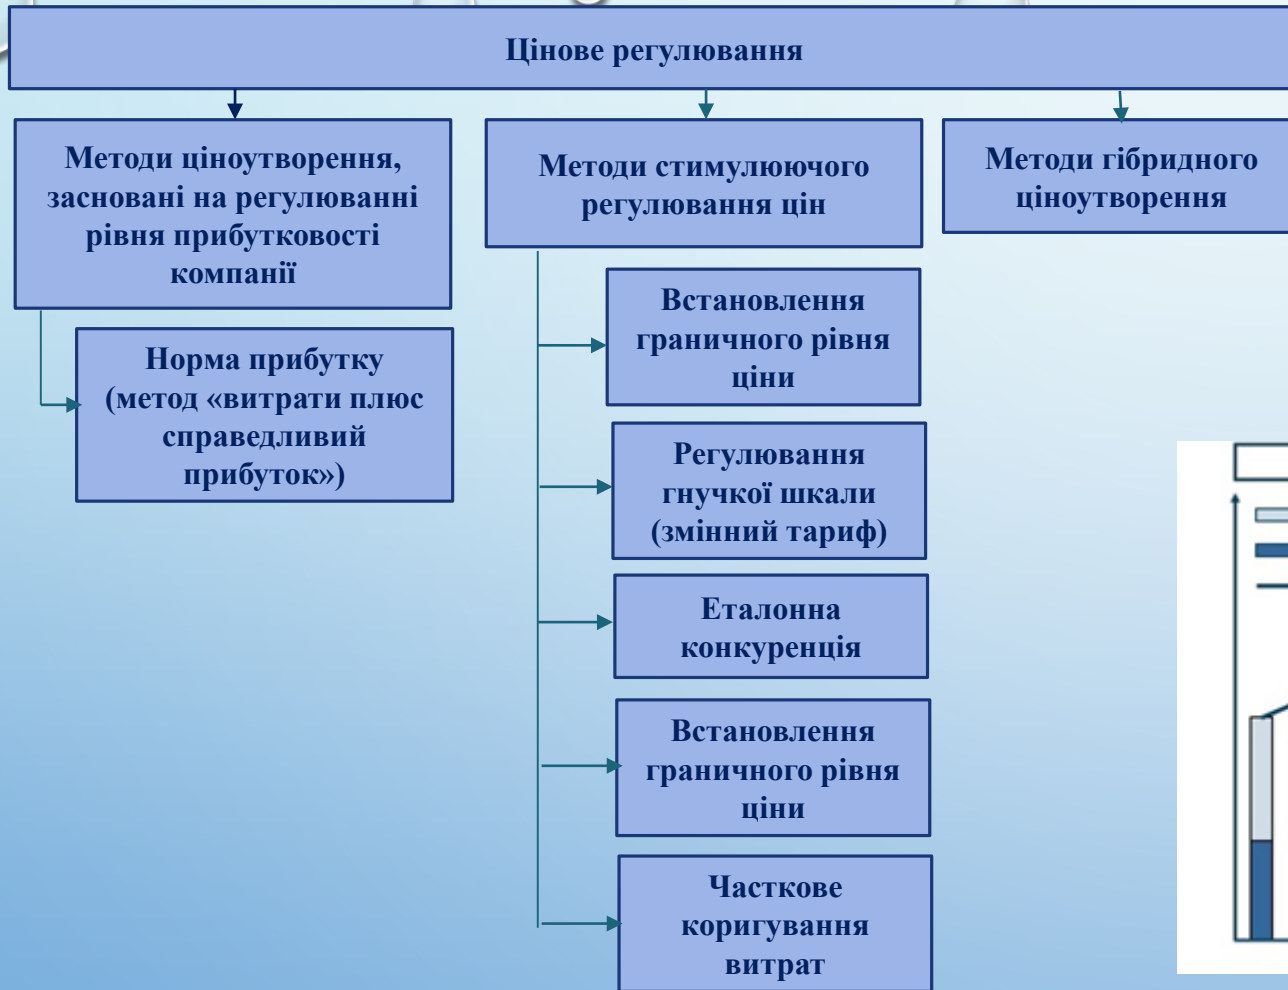 Цінове регулювання
Методи ціноутворення,
засновані на регулюванні
рівня прибутковості
компанії
Норма прибутку
(метод «витрати плюс
справедливий
прибуток»)
Методи стимулюючого
регулювання цін
Встановлення
граничного рівня
ціни
Регулювання
гнучкої шкали
(змінний тариф)
Еталонна
конкуренція
Встановлення
граничного рівня
ціни
Часткове
коригування
витрат
Методи гібридного
ціноутворення